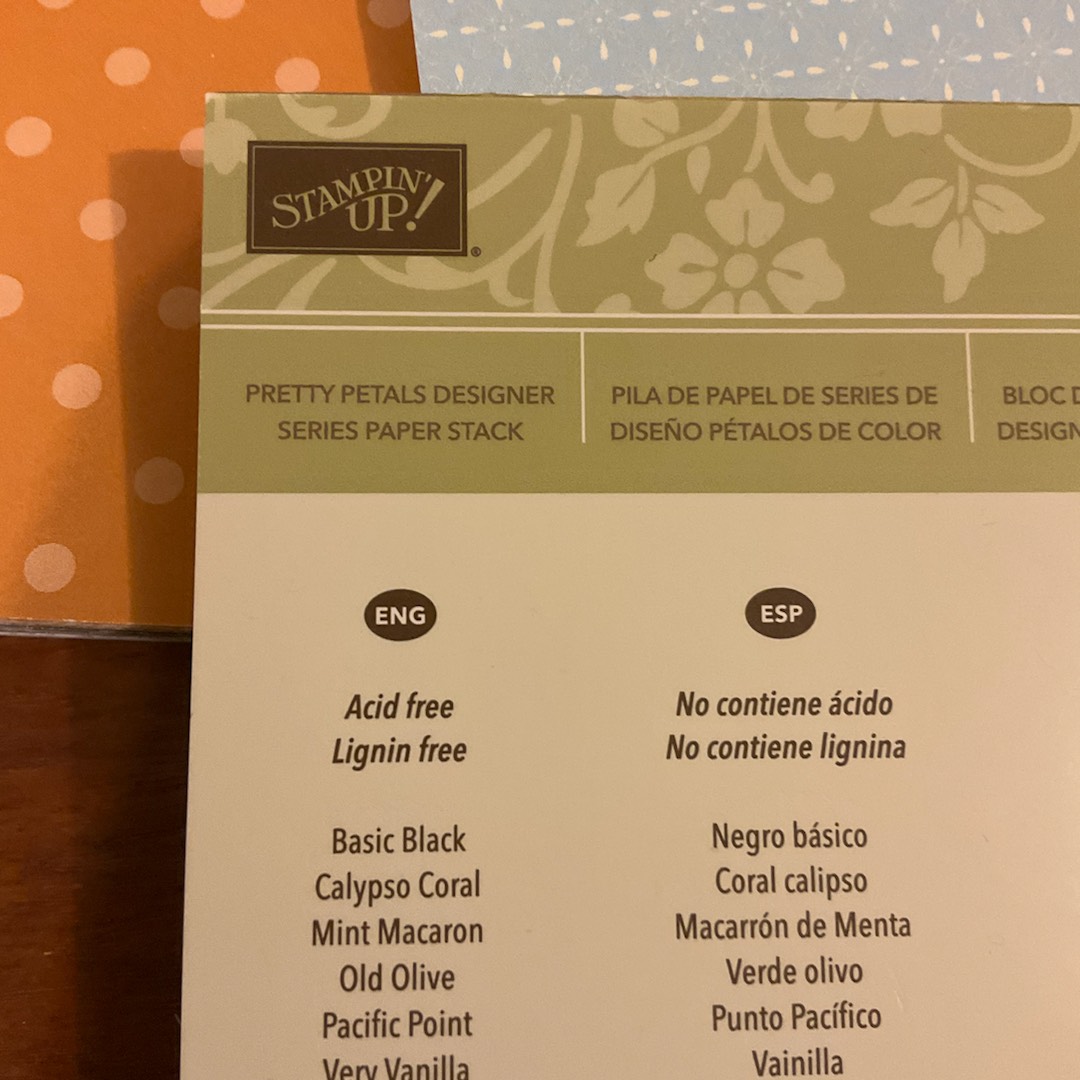 STAMPIN'
UP!
®
PRETTY PETALS DESIGNER
SERIES PAPER STACK
PILA DE PAPEL DE SERIES DE
DISEÑO PÉTALOS DE COLOR
BLOC
ENG
Acid free
Lignin free
Basic Black
Calypso Coral
Mint Macaron
Old Olive
Pacific Point
Very Vanilla
ESP
No contiene ácido
No contiene lignina
Negro básico
Coral calipso
Macarrón de Menta
Verde olivo
Punto Pacífico
Vainilla